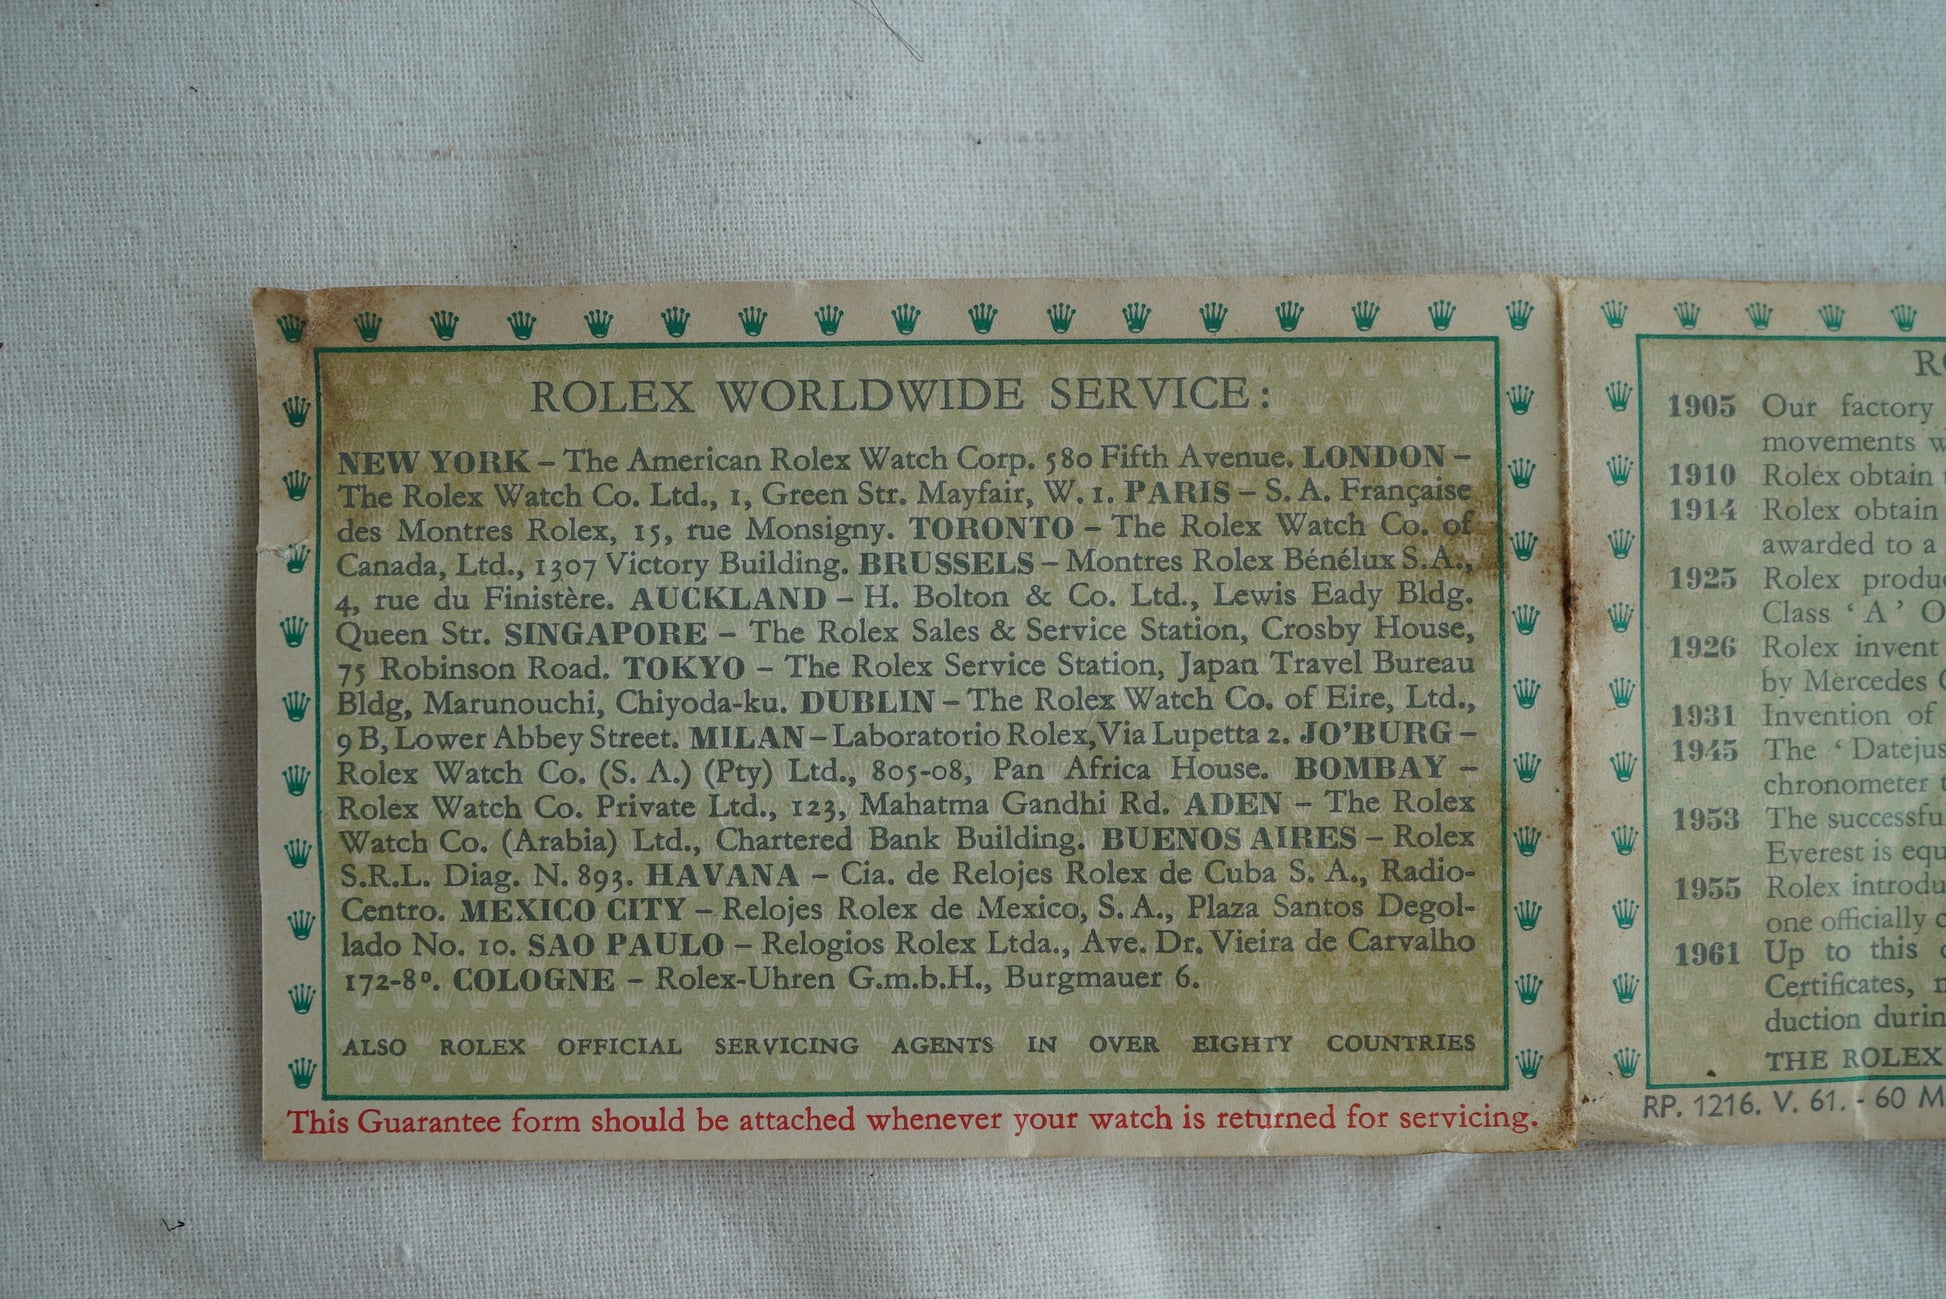 ROLEX WORLDWIDE SERVICE :
NEW YORK – The American Rolex Watch Corp. 580 Fifth Avenue. LONDON –
The Rolex Watch Co. Ltd., 1, Green Str. Mayfair, W. 1. PARIS – S. A. Française
des Montres Rolex, 15, rue Monsigny. TORONTO – The Rolex Watch Co. of
Canada, Ltd., 1307 Victory Building. BRUSSELS – Montres Rolex Bénélux S.A.,
4, rue du Finistère. AUCKLAND – H. Bolton & Co. Ltd., Lewis Eady Bldg.
Queen Str. SINGAPORE – The Rolex Sales & Service Station, Crosby House,
75 Robinson Road. TOKYO – The Rolex Service Station, Japan Travel Bureau
Bldg, Marunouchi, Chiyoda-ku. DUBLIN – The Rolex Watch Co. of Eire, Ltd.,
9 B, Lower Abbey Street. MILAN – Laboratorio Rolex, Via Lupetta 2. JO'BURG –
Rolex Watch Co. (S. A.) (Pty) Ltd., 805-08, Pan Africa House. BOMBAY –
Rolex Watch Co. Private Ltd., 123, Mahatma Gandhi Rd. ADEN – The Rolex
Watch Co. (Arabia) Ltd., Chartered Bank Building. BUENOS AIRES – Rolex
S.R.L. Diag. N. 893. HAVANA – Cia. de Relojes Rolex de Cuba S. A., Radio-
Centro. MEXICO CITY – Relojes Rolex de Mexico, S. A., Plaza Santos Degol-
lado No. 10. SAO PAULO – Relogios Rolex Ltda., Ave. Dr. Vieira de Carvalho
172-8°. COLOGNE – Rolex-Uhren G.m.b.H., Burgmauer 6.
ALSO ROLEX OFFICIAL SERVICING AGENTS IN OVER EIGHTY COUNTRIES
This Guarantee form should be attached whenever your watch is returned for servicing.
1905 Our factory
movements
1910 Rolex obtain
1914 Rolex obtain
awarded to a
1925 Rolex
Class ' A '
1926 Rolex invent
by Mercedes
1931 Invention of
1945 The
chronometer
1953 The
Everest is
1955 Rolex
one officially
1961 Up to this
Certificates,
duction
THE ROLEX
RP. 1216. V. 61. - 60